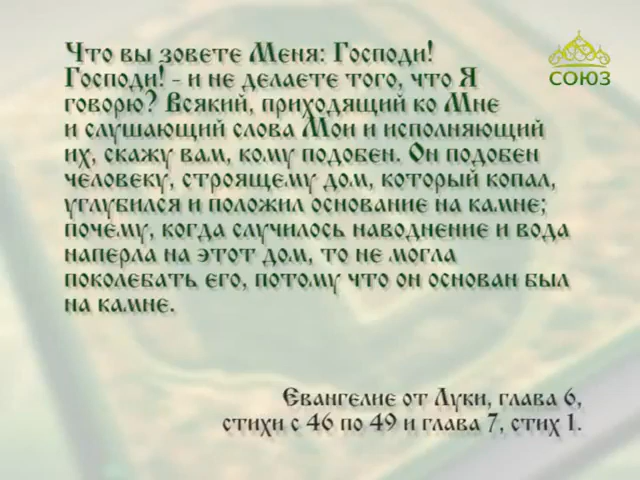 Что вы зовете Меня: Господи!
Господи! - и не делаете того, что Я
говорю? Всякий, приходящий ко Мне
и слушающий слова Мои и исполняющий
их, скажу вам, кому подобен. Он подобен
человеку, строящему дом, который копал,
углубился и положил основание на камне;
почему, когда случилось наводнение и вода
наперла на этот дом, то не могла
поколебать его, потому что он основан был
на камне.
СОЮЗ
Евангелие от Луки, глава 6,
стихи с 46 по 49 и глава 7, стих 1.